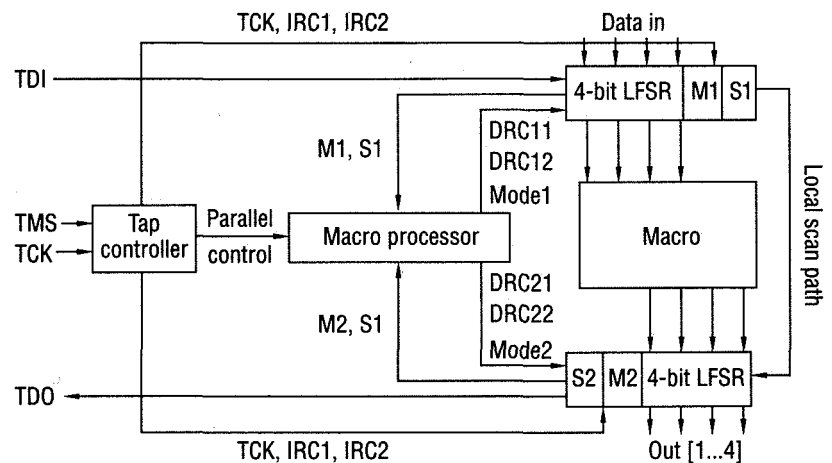 TCK, IRC1, IRC2
Data in
TDI
4-bit LFSR
M1
S1
M1, S1
DRC11
DRC12
Mode1
Local scan path
TMS
TCK
Tap
controller
Parallel
control
Macro processor
Macro
M2, S1
DRC21
DRC22
Mode2
S2
M2
4-bit LFSR
TDO
TCK, IRC1, IRC2
Out [1...4]